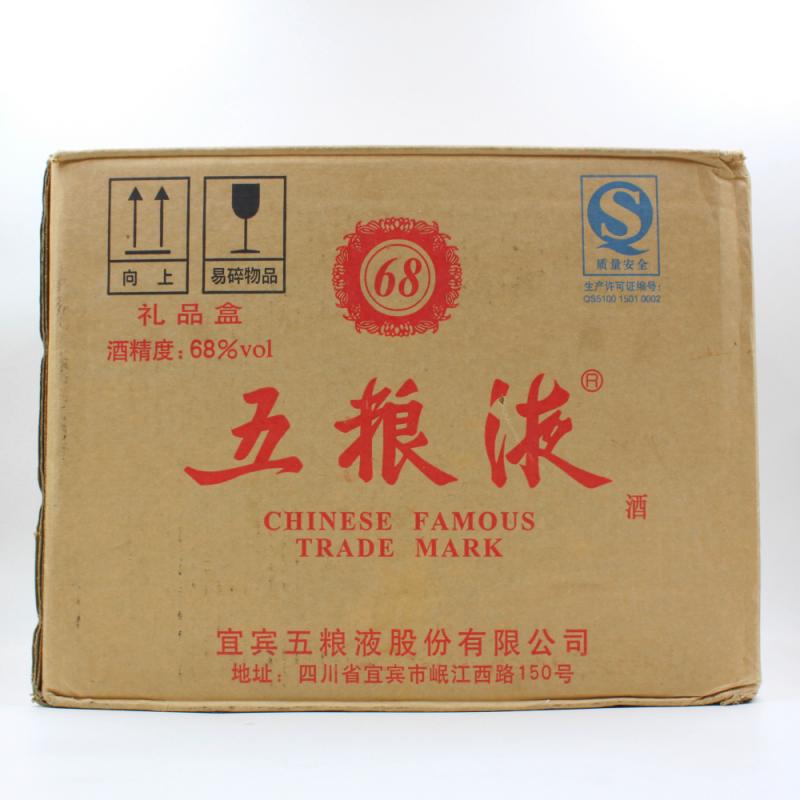 向 上
易碎物品
68
S
质量安全
生产许可证编号:
QS5100 1501 0002
礼品盒
酒精度:68%vol
五粮液®
酒
CHINESE FAMOUS
TRADE MARK
宜宾五粮液股份有限公司
地址:四川省宜宾市岷江西路150号